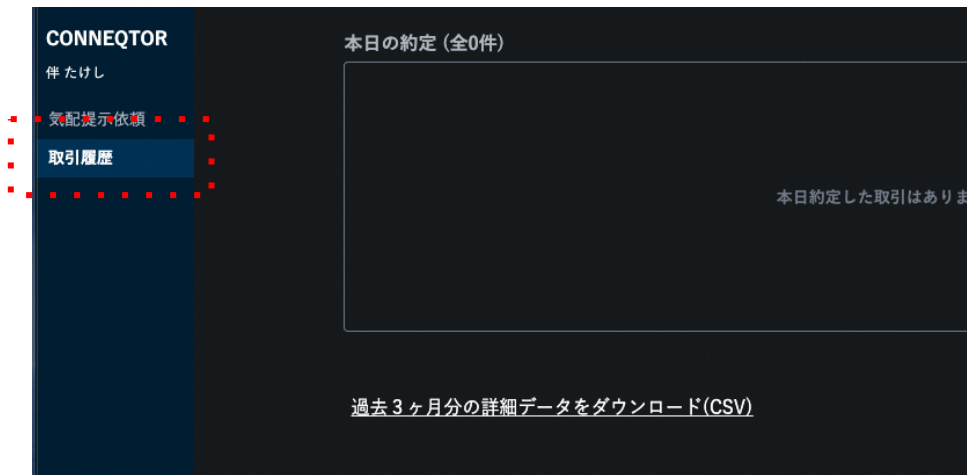 CONNEQTOR
伴 たけし
気配提示依頼
取引履歴
本日の約定 (全0件)
本日約定した取引はありま
過去３ヶ月分の詳細データをダウンロード(CSV)